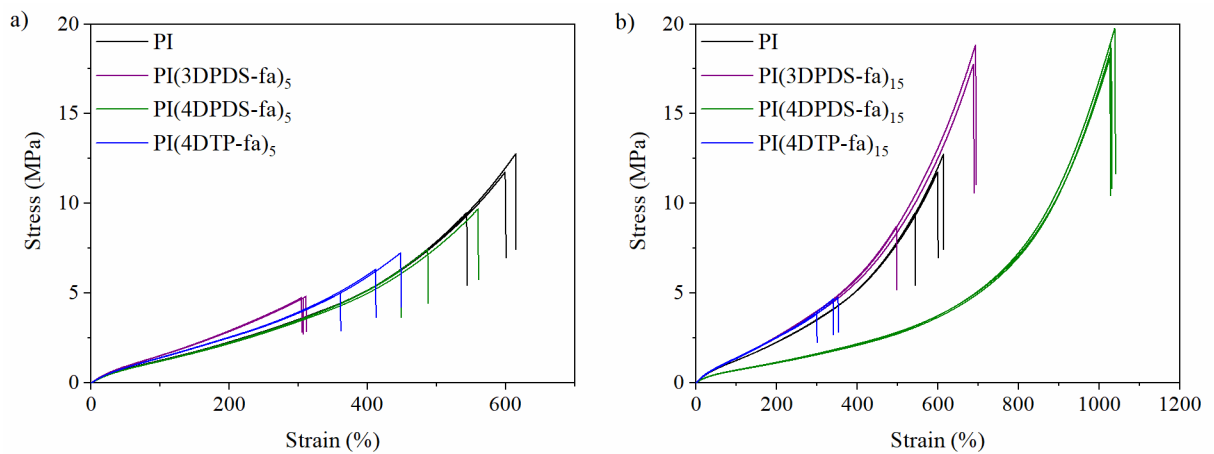 a)
PI
PI(3DPDS-fa)₅
PI(4DPDS-fa)₅
PI(4DTP-fa)₅
20
15
10
5
0
Stress (MPa)
0 200 400 600
Strain (%)
b)
PI
PI(3DPDS-fa)₁₅
PI(4DPDS-fa)₁₅
PI(4DTP-fa)₁₅
20
15
10
5
0
Stress (MPa)
0 200 400 600 800 1000 1200
Strain (%)